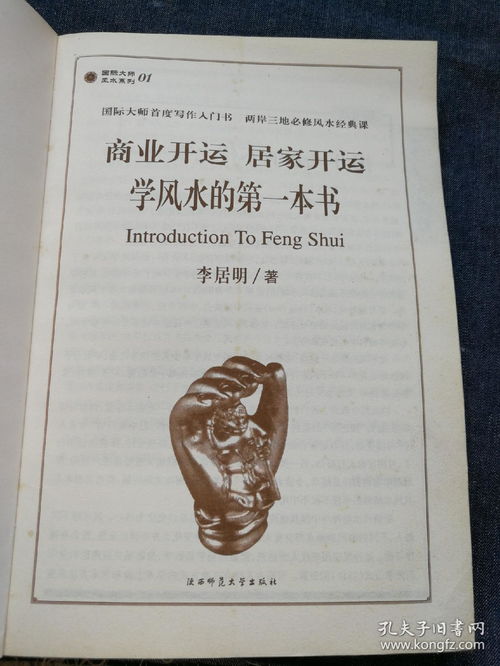 国际大师
风水系列 01
国际大师首度写作入门书 两岸三地必修风水经典课
商业开运 居家开运
学风水的第一本书
Introduction To Feng Shui
李居明/著
陕西师范大学出版社
孔夫子旧书网
www.kongfz.com